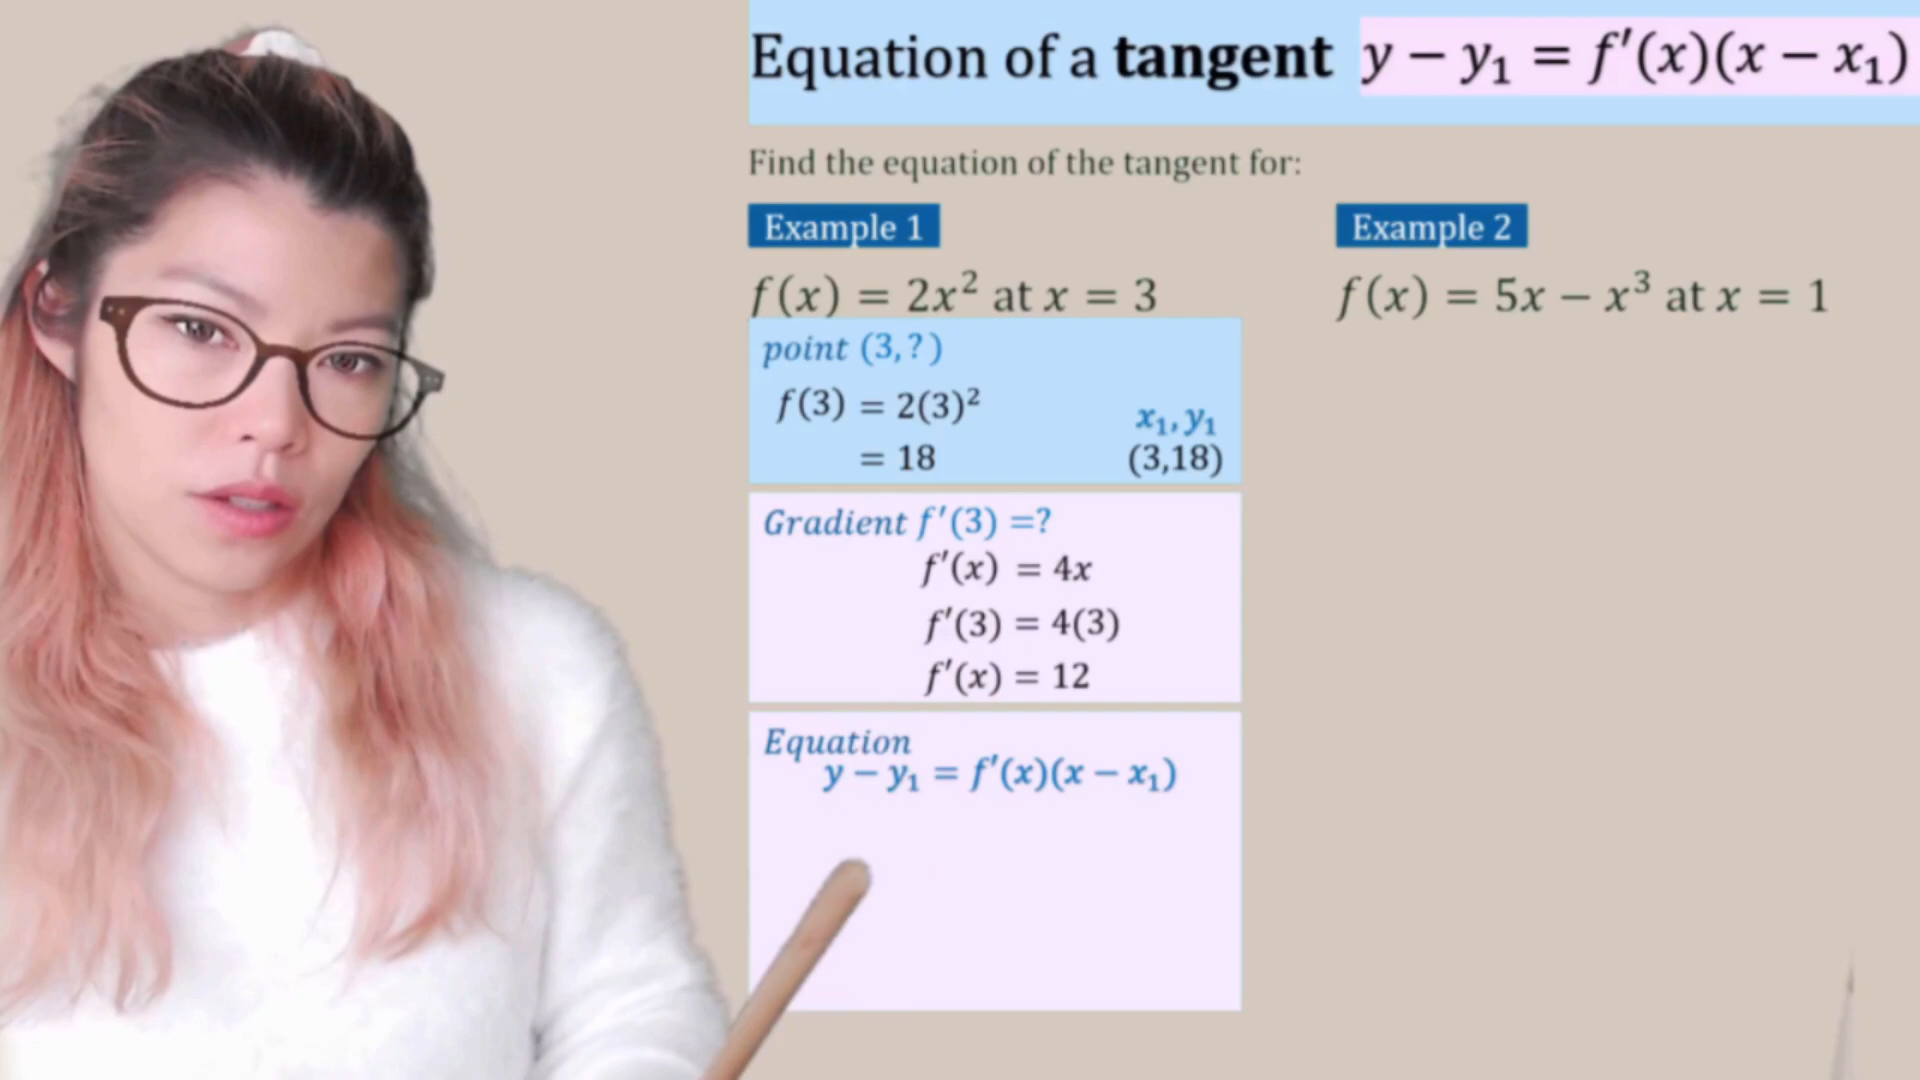 Equation of a tangent y − y₁ = f′(x)(x − x₁)
Find the equation of the tangent for:
Example 1
f(x) = 2x² at x = 3
point (3, ?)
f(3) = 2(3)²
= 18
x₁, y₁
(3,18)
Gradient f′(3) =?
f′(x) = 4x
f′(3) = 4(3)
f′(x) = 12
Equation
y − y₁ = f′(x)(x − x₁)
Example 2
f(x) = 5x − x³ at x = 1